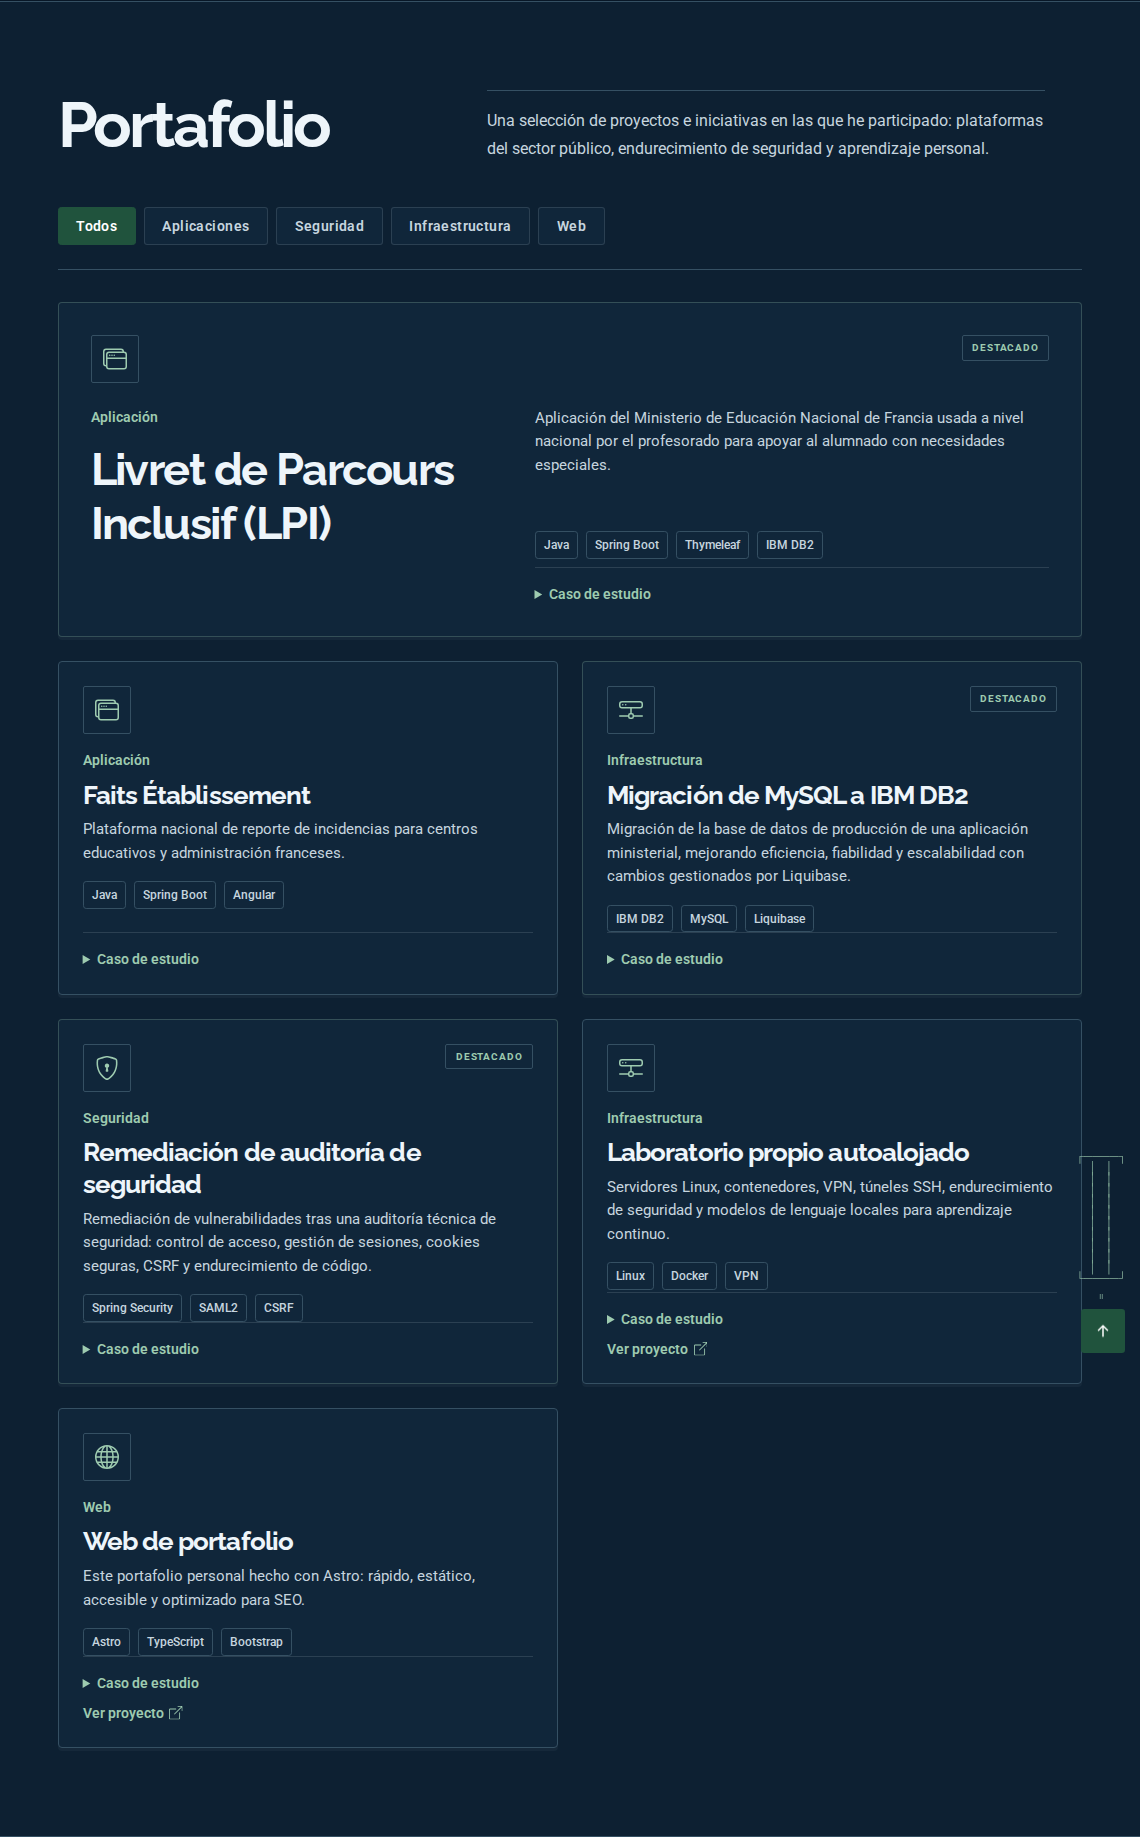 Portafolio
Una selección de proyectos e iniciativas en las que he participado: plataformas
del sector público, endurecimiento de seguridad y aprendizaje personal.
Todos
Aplicaciones
Seguridad
Infraestructura
Web
DESTACADO
Aplicación
Livret de Parcours
Inclusif (LPI)
Aplicación del Ministerio de Educación Nacional de Francia usada a nivel
nacional por el profesorado para apoyar al alumnado con necesidades
especiales.
Java
Spring Boot
Thymeleaf
IBM DB2
Caso de estudio
Aplicación
Faits Établissement
Plataforma nacional de reporte de incidencias para centros
educativos y administración franceses.
Java
Spring Boot
Angular
Caso de estudio
DESTACADO
Infraestructura
Migración de MySQL a IBM DB2
Migración de la base de datos de producción de una aplicación
ministerial, mejorando eficiencia, fiabilidad y escalabilidad con
cambios gestionados por Liquibase.
IBM DB2
MySQL
Liquibase
Caso de estudio
DESTACADO
Seguridad
Remediación de auditoría de
seguridad
Remediación de vulnerabilidades tras una auditoría técnica de
seguridad: control de acceso, gestión de sesiones, cookies
seguras, CSRF y endurecimiento de código.
Spring Security
SAML2
CSRF
Caso de estudio
Infraestructura
Laboratorio propio autoalojado
Servidores Linux, contenedores, VPN, túneles SSH, endurecimiento
de seguridad y modelos de lenguaje locales para aprendizaje
continuo.
Linux
Docker
VPN
Caso de estudio
Ver proyecto
Web
Web de portafolio
Este portafolio personal hecho con Astro: rápido, estático,
accesible y optimizado para SEO.
Astro
TypeScript
Bootstrap
Caso de estudio
Ver proyecto